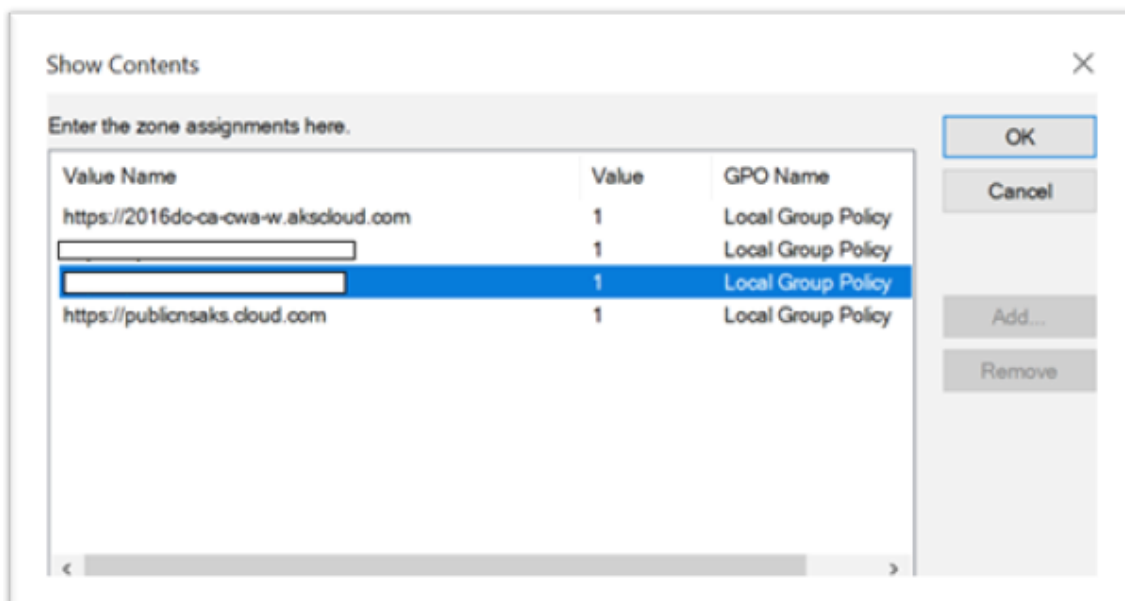 Show Contents
Enter the zone assignments here.
OK
Value Name Value GPO Name
Cancel
https://2016dc-ca-cwa-w.akscloud.com 1 Local Group Policy
1 Local Group Policy
1 Local Group Policy
https://publicnsaks.cloud.com 1 Local Group Policy
Add...
Remove